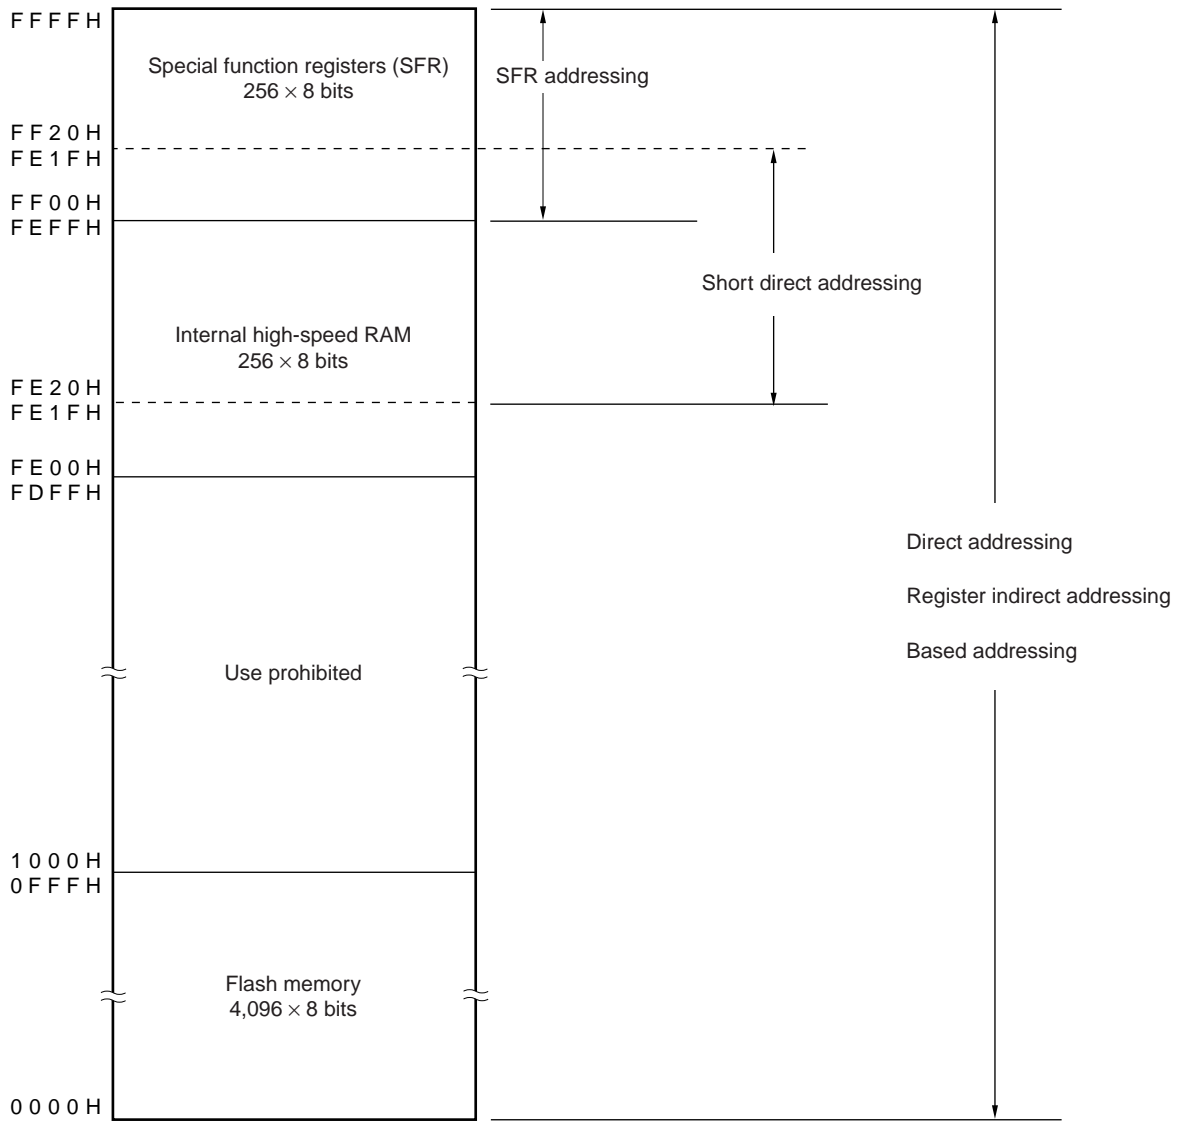 FFFFH
Special function registers (SFR)
256 × 8 bits
SFR addressing
FF20H
FE1FH
FF00H
FEFFH
Short direct addressing
Internal high-speed RAM
256 × 8 bits
FE20H
FE1FH
FE00H
FDFFH
Direct addressing
Register indirect addressing
Based addressing
Use prohibited
1000H
0FFFH
Flash memory
4,096 × 8 bits
0000H